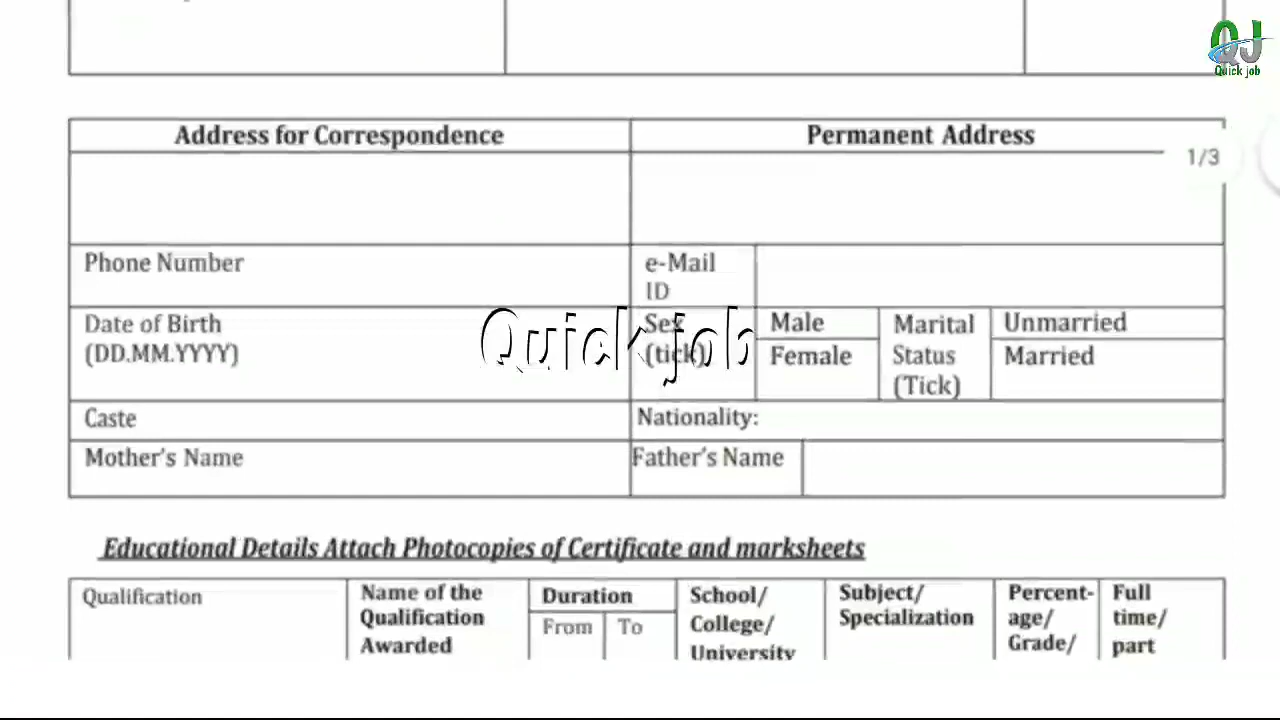 QJ
Quick job
Address for Correspondence Permanent Address
1/3
Phone Number e-Mail
ID
Date of Birth Sex Male Marital Unmarried
(DD.MM.YYYY) (tick) Female Status Married
(Tick)
Quick job
Caste Nationality:
Mother's Name Father's Name
Educational Details Attach Photocopies of Certificate and marksheets
Qualification Name of the Duration School/ Subject/ Percent- Full
Qualification From To College/ Specialization age/ time/
Awarded University Grade/ part